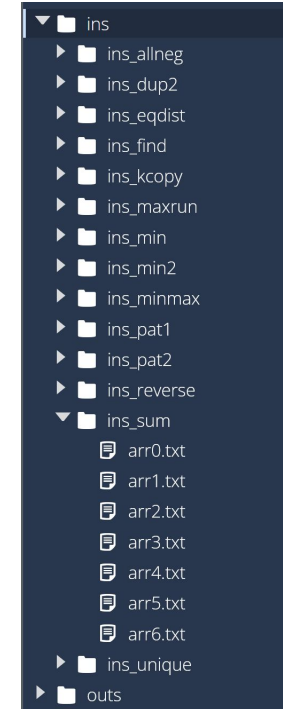 ins
ins_allneg
ins_dup2
ins_eqdist
ins_find
ins_kcopy
ins_maxrun
ins_min
ins_min2
ins_minmax
ins_pat1
ins_pat2
ins_reverse
ins_sum
arr0.txt
arr1.txt
arr2.txt
arr3.txt
arr4.txt
arr5.txt
arr6.txt
ins_unique
outs